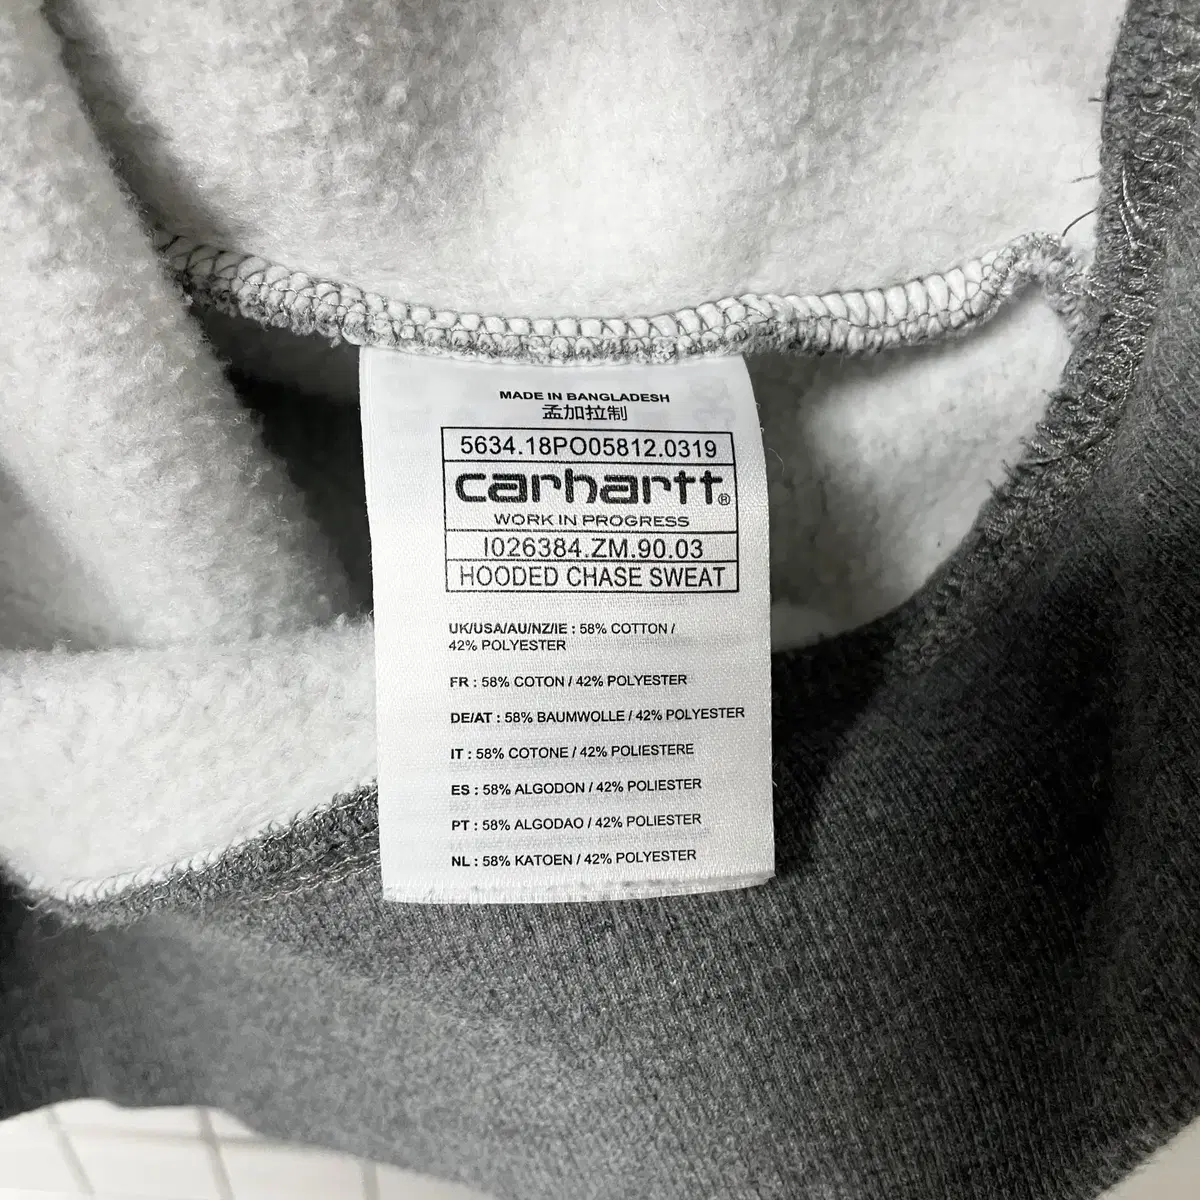 MADE IN BANGLADESH
孟加拉制
5634.18PO05812.0319
carhartt®
WORK IN PROGRESS
I026384.ZM.90.03
HOODED CHASE SWEAT
UK/USA/AU/NZ/IE : 58% COTTON /
42% POLYESTER
FR : 58% COTON / 42% POLYESTER
DE/AT : 58% BAUMWOLLE / 42% POLYESTER
IT : 58% COTONE / 42% POLIESTERE
ES : 58% ALGODON / 42% POLIESTER
PT : 58% ALGODAO / 42% POLIESTER
NL : 58% KATOEN / 42% POLYESTER